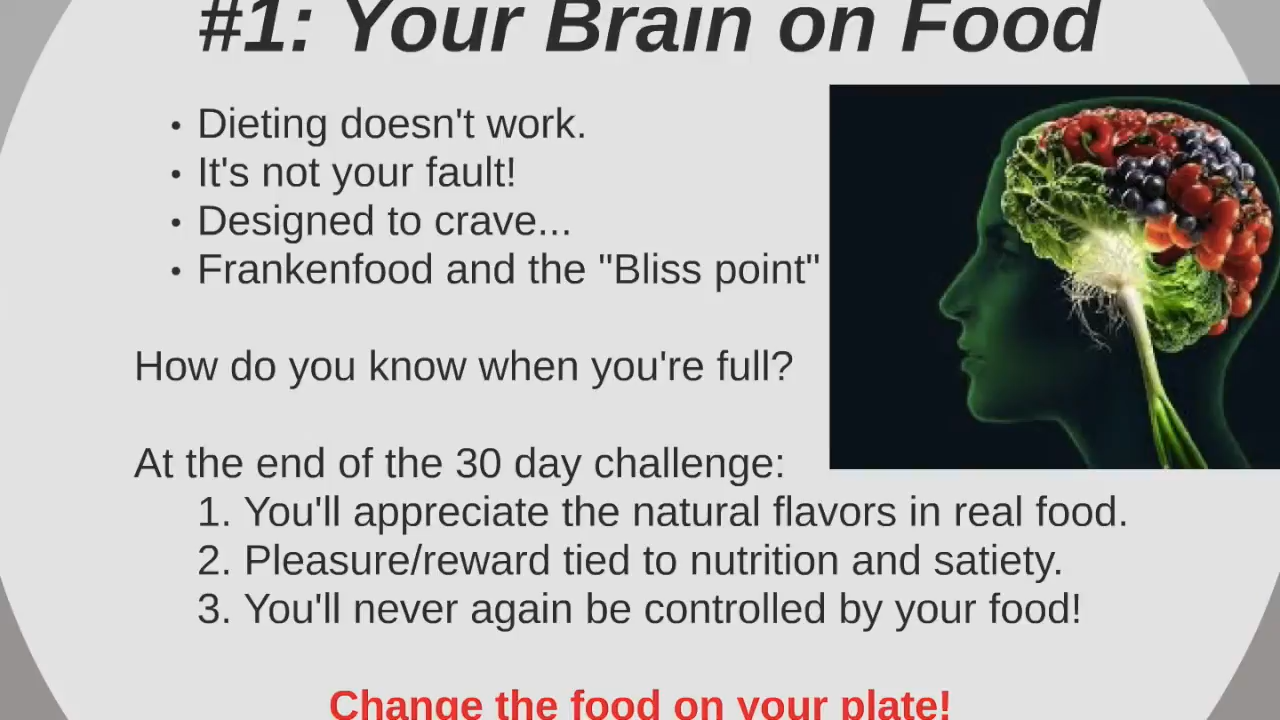 #1: Your Brain on Food
• Dieting doesn't work.
• It's not your fault!
• Designed to crave...
• Frankenfood and the "Bliss point"
How do you know when you're full?
At the end of the 30 day challenge:
1. You'll appreciate the natural flavors in real food.
2. Pleasure/reward tied to nutrition and satiety.
3. You'll never again be controlled by your food!
Change the food on your plate!